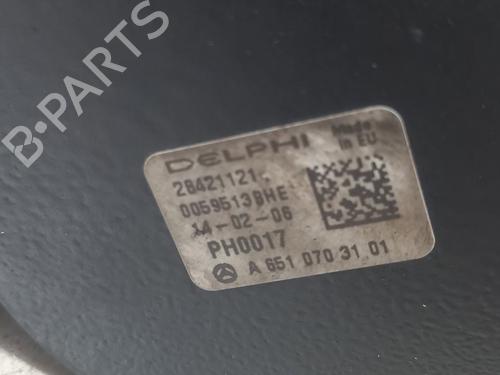 B-PARTS
DELPHI
Made
in EU
28421121
0059513BHE
14-02-06
PH0017
A 651 070 31 01